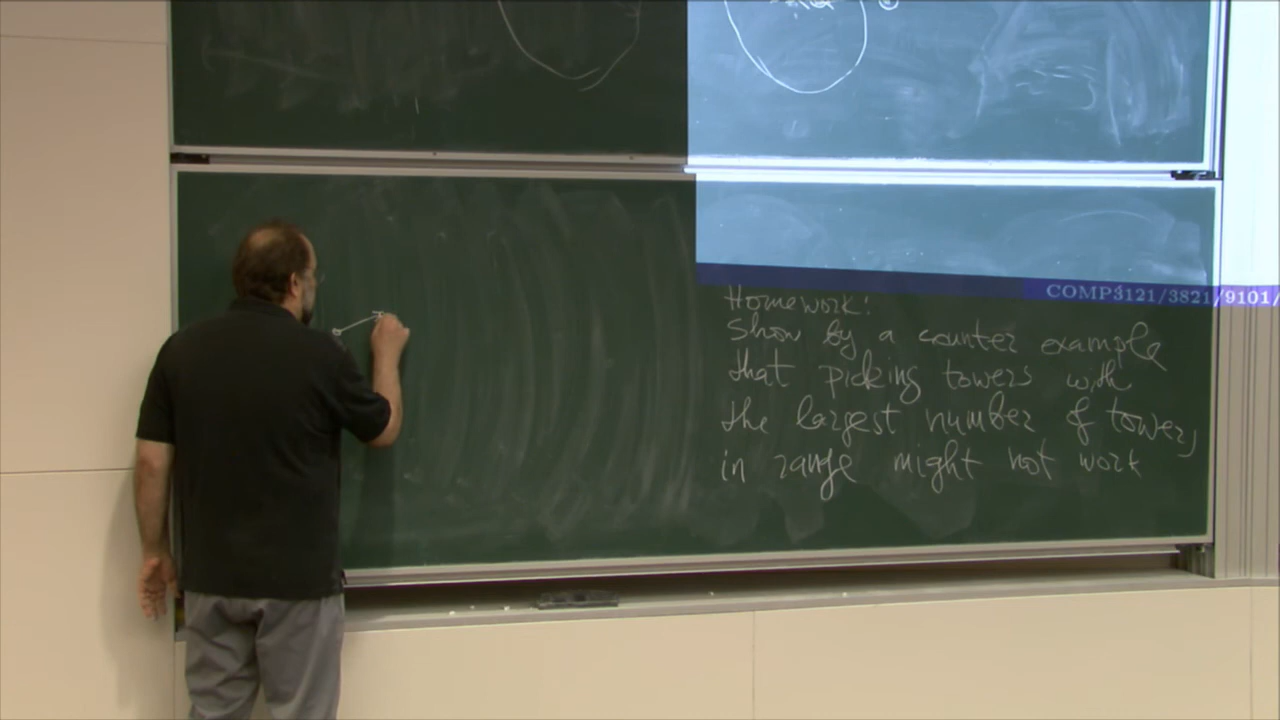 COMP3121/3821/9101/
Homework:
Show by a counter example
that picking towers with
the largest number of towers
in range might not work